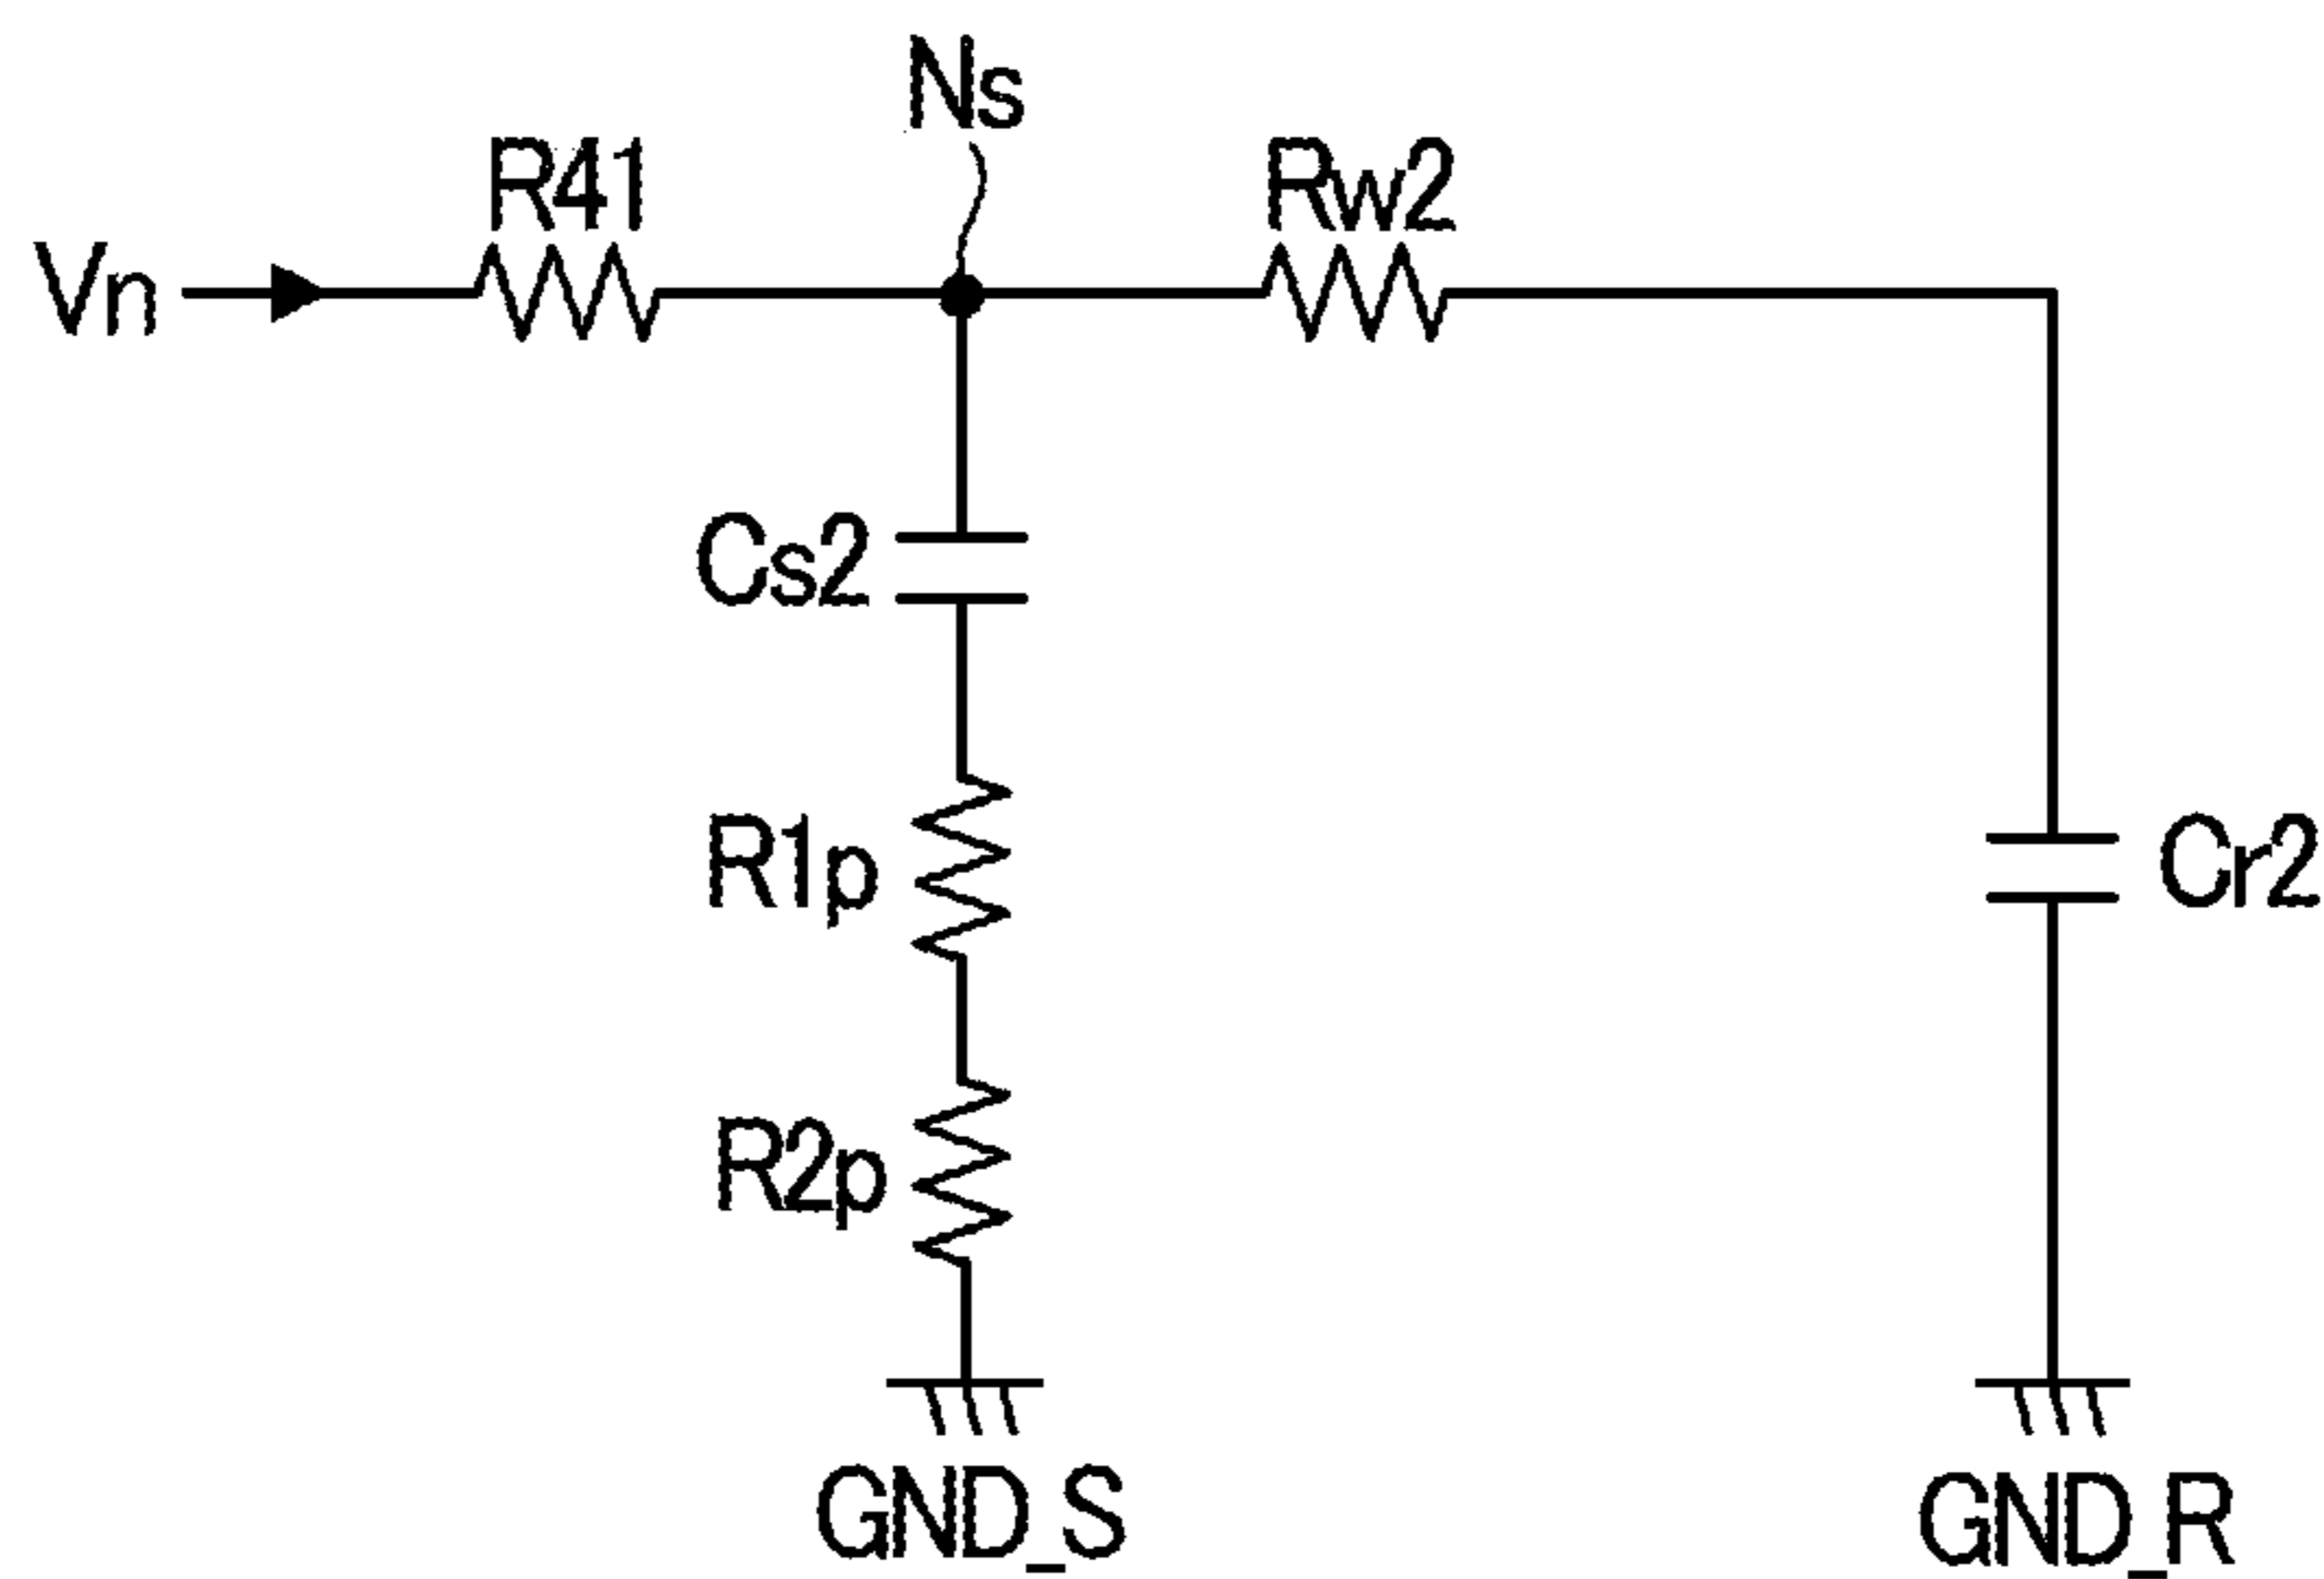 Ns
R41
Rw2
Vn
Cs2
R1p
Cr2
R2p
GND_S
GND_R